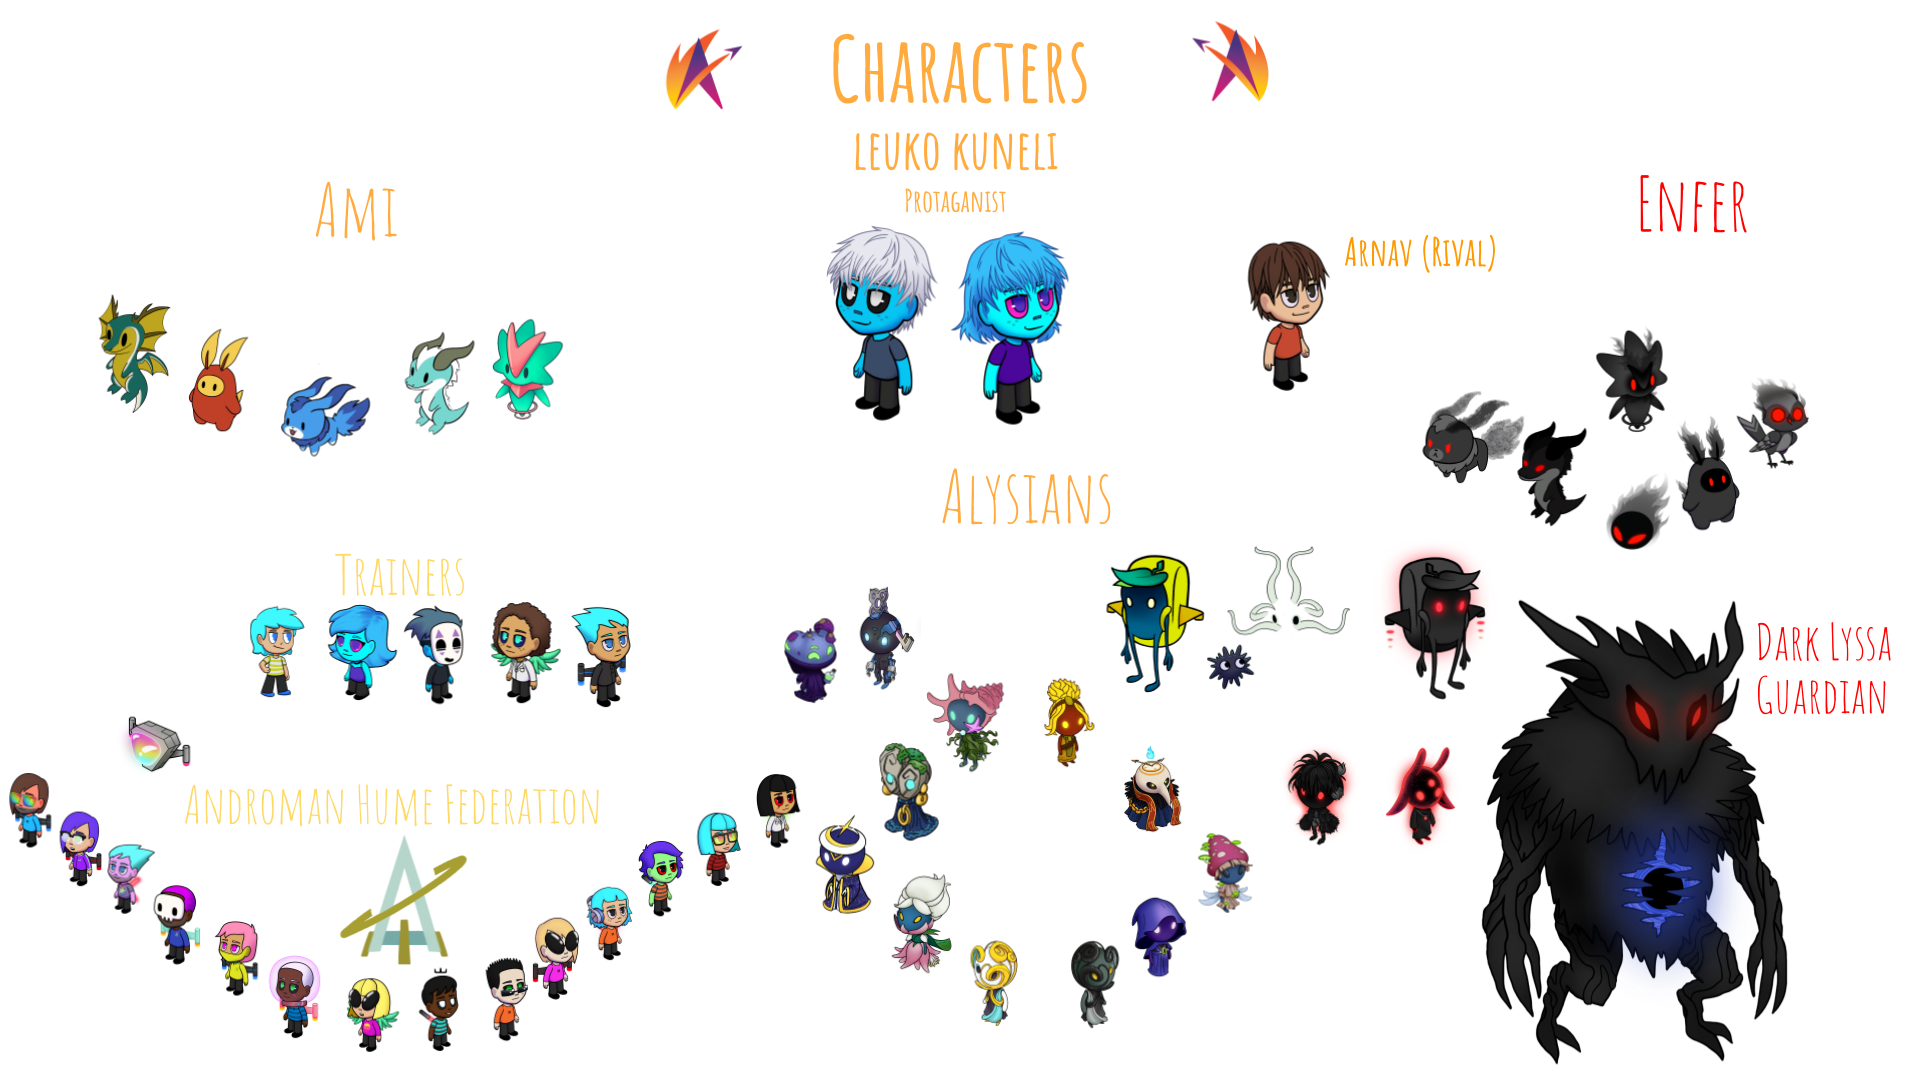 Characters
Leuko Kuneli
Protaganist
Ami
Enfer
Arnav (Rival)
Alysians
Trainers
Dark Lyssa
Guardian
Androman Hume Federation